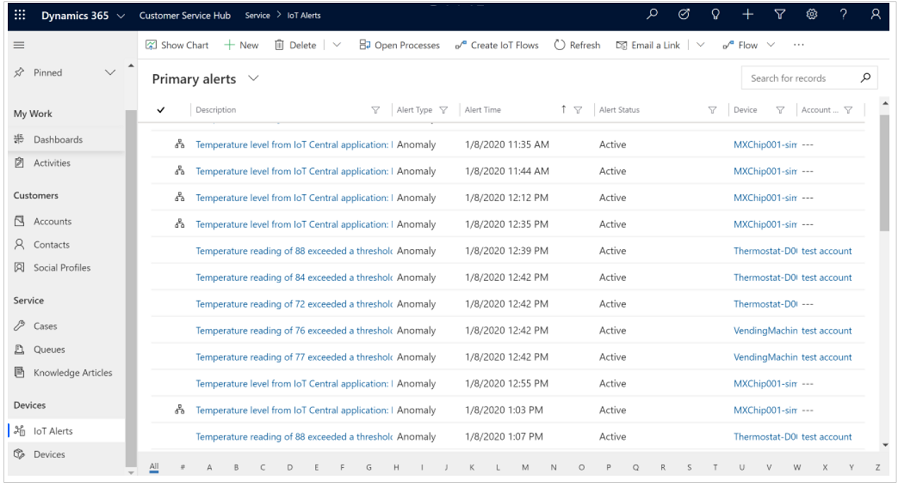 Dynamics 365 Customer Service Hub Service > IoT Alerts
Show Chart New Delete Open Processes Create IoT Flows Refresh Email a Link Flow ...
Pinned
Primary alerts
Search for records
Description Alert Type Alert Time Alert Status Device Account ...
My Work
Dashboards
Activities
Customers
Accounts
Contacts
Social Profiles
Service
Cases
Queues
Knowledge Articles
Devices
IoT Alerts
Devices
Temperature level from IoT Central application: Anomaly 1/8/2020 11:35 AM Active MXChip001-sim ---
Temperature level from IoT Central application: Anomaly 1/8/2020 11:44 AM Active MXChip001-sim ---
Temperature level from IoT Central application: Anomaly 1/8/2020 12:12 PM Active MXChip001-sim ---
Temperature level from IoT Central application: Anomaly 1/8/2020 12:35 PM Active MXChip001-sim ---
Temperature reading of 88 exceeded a threshold Anomaly 1/8/2020 12:39 PM Active Thermostat-D00 test account
Temperature reading of 84 exceeded a threshold Anomaly 1/8/2020 12:42 PM Active Thermostat-D00 test account
Temperature reading of 72 exceeded a threshold Anomaly 1/8/2020 12:42 PM Active Thermostat-D00 ---
Temperature reading of 76 exceeded a threshold Anomaly 1/8/2020 12:42 PM Active VendingMachin test account
Temperature reading of 77 exceeded a threshold Anomaly 1/8/2020 12:42 PM Active VendingMachin test account
Temperature level from IoT Central application: Anomaly 1/8/2020 12:55 PM Active MXChip001-sim ---
Temperature level from IoT Central application: Anomaly 1/8/2020 1:03 PM Active MXChip001-sim ---
Temperature reading of 88 exceeded a threshold Anomaly 1/8/2020 1:07 PM Active Thermostat-D00 test account
All # A B C D E F G H I J K L M N O P Q R S T U V W X Y Z